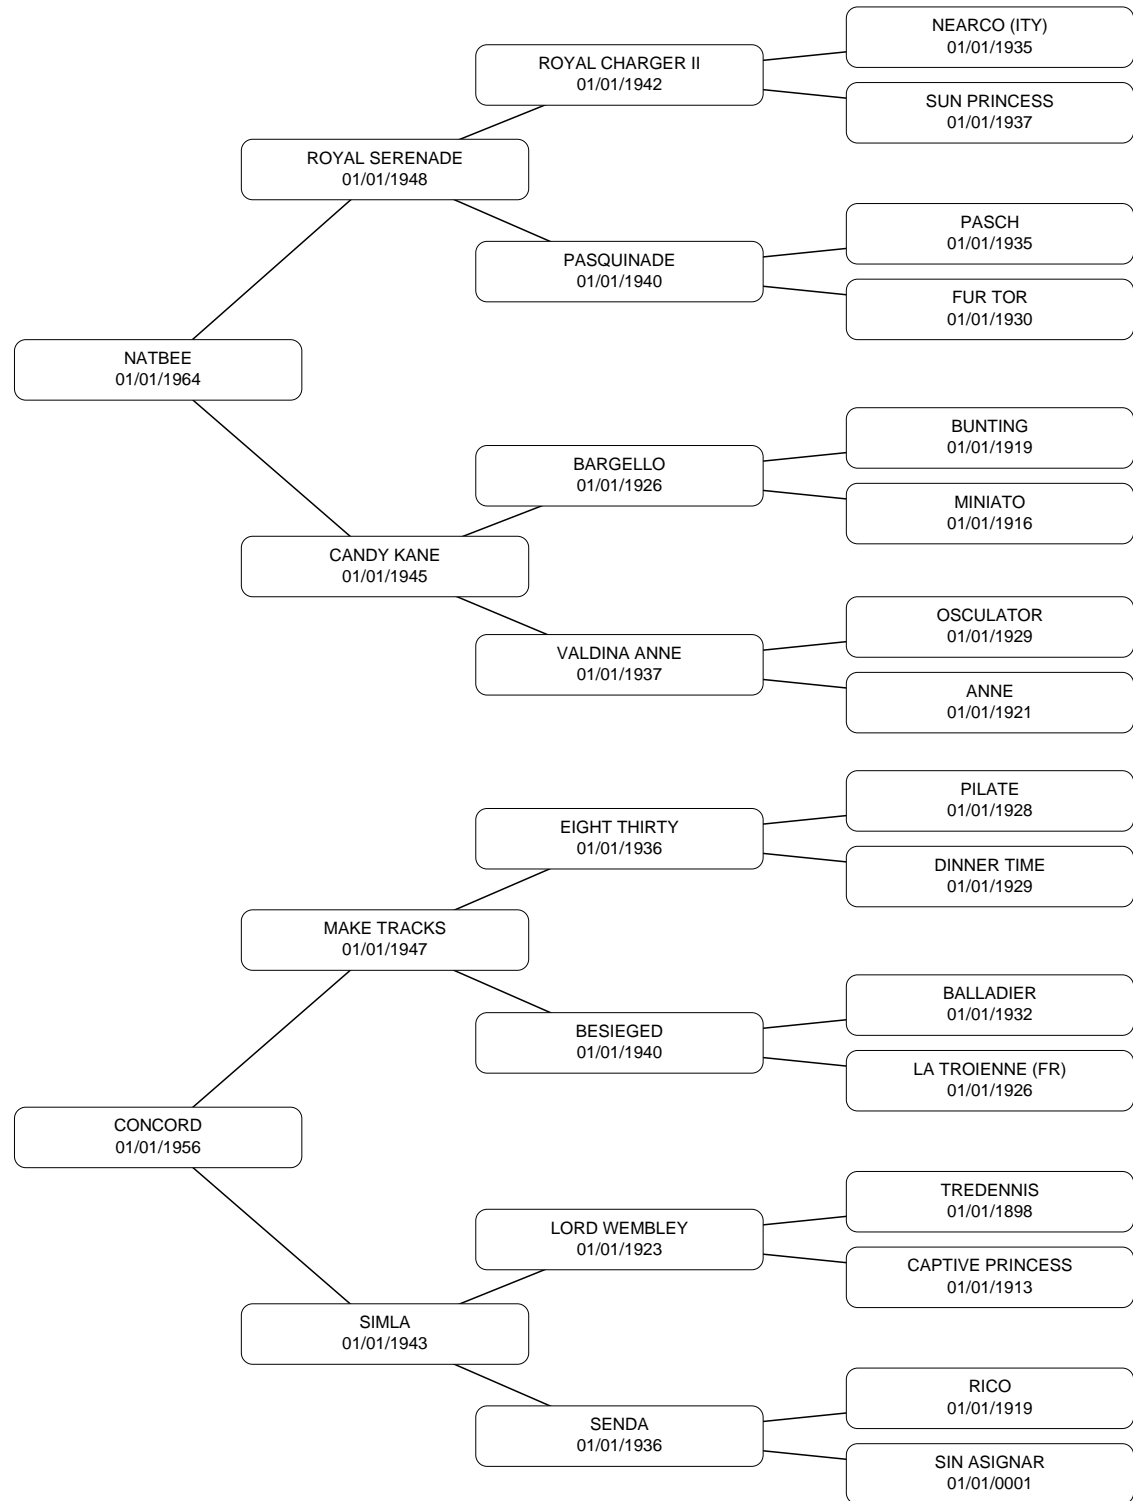 NEARCO (ITY)
01/01/1935
ROYAL CHARGER II
01/01/1942
SUN PRINCESS
01/01/1937
ROYAL SERENADE
01/01/1948
PASCH
01/01/1935
PASQUINADE
01/01/1940
FUR TOR
01/01/1930
NATBEE
01/01/1964
BUNTING
01/01/1919
BARGELLO
01/01/1926
MINIATO
01/01/1916
CANDY KANE
01/01/1945
OSCULATOR
01/01/1929
VALDINA ANNE
01/01/1937
ANNE
01/01/1921
PILATE
01/01/1928
EIGHT THIRTY
01/01/1936
DINNER TIME
01/01/1929
MAKE TRACKS
01/01/1947
BALLADIER
01/01/1932
BESIEGED
01/01/1940
LA TROIENNE (FR)
01/01/1926
CONCORD
01/01/1956
TREDENNIS
01/01/1898
LORD WEMBLEY
01/01/1923
CAPTIVE PRINCESS
01/01/1913
SIMLA
01/01/1943
RICO
01/01/1919
SENDA
01/01/1936
SIN ASIGNAR
01/01/0001